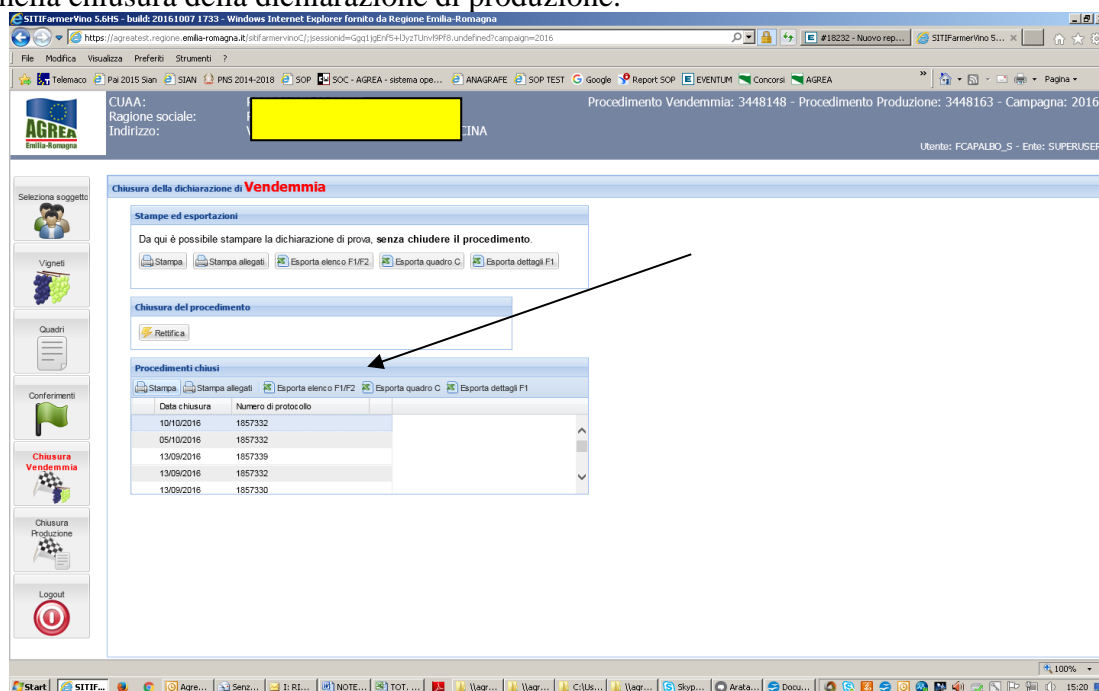 nella chiusura della dichiarazione di produzione.
SITIFarmerVino 5.6H5 - build: 20161007 1733 - Windows Internet Explorer fornito da Regione Emilia-Romagna
https://agreatest.regione.emilia-romagna.it/sitifarmervinoC/;jsessionid=Ggq1jgEnf5+lJyzTUnvl9Pf8.undefined?campaign=2016
#18232 - Nuovo rep...
SITIFarmerVino 5...
File Modifica Visualizza Preferiti Strumenti ?
Telemaco Pai 2015 Sian SIAN PNS 2014-2018 SOP SOC - AGREA - sistema ope... ANAGRAFE SOP TEST Google Report SOP EVENTUM Concorsi AGREA » Pagina
CUAA:
Ragione sociale:
Indirizzo:
CINA
Procedimento Vendemmia: 3448148 - Procedimento Produzione: 3448163 - Campagna: 2016
Utente: FCAPALBO_S - Ente: SUPERUSER
AGREA
Emilia-Romagna
Seleziona soggetto
Vigneti
Quadri
Conferimenti
Chiusura
Vendemmia
Chiusura
Produzione
Logout
Chiusura della dichiarazione di Vendemmia
Stampe ed esportazioni
Da qui è possibile stampare la dichiarazione di prova, senza chiudere il procedimento.
Stampa Stampa allegati Esporta elenco F1/F2 Esporta quadro C Esporta dettagli F1
Chiusura del procedimento
Rettifica
Procedimenti chiusi
Stampa Stampa allegati Esporta elenco F1/F2 Esporta quadro C Esporta dettagli F1
Data chiusura Numero di protocollo
10/10/2016 1857332
05/10/2016 1857332
13/09/2016 1857339
13/09/2016 1857332
13/09/2016 1857330
100%
Start SITIF... Agre... Senz... I: RI... NOTE... TOT. ... \\agr... \\agr... C:\Us... \\agr... Skyp... Arata... Docu... 15:20